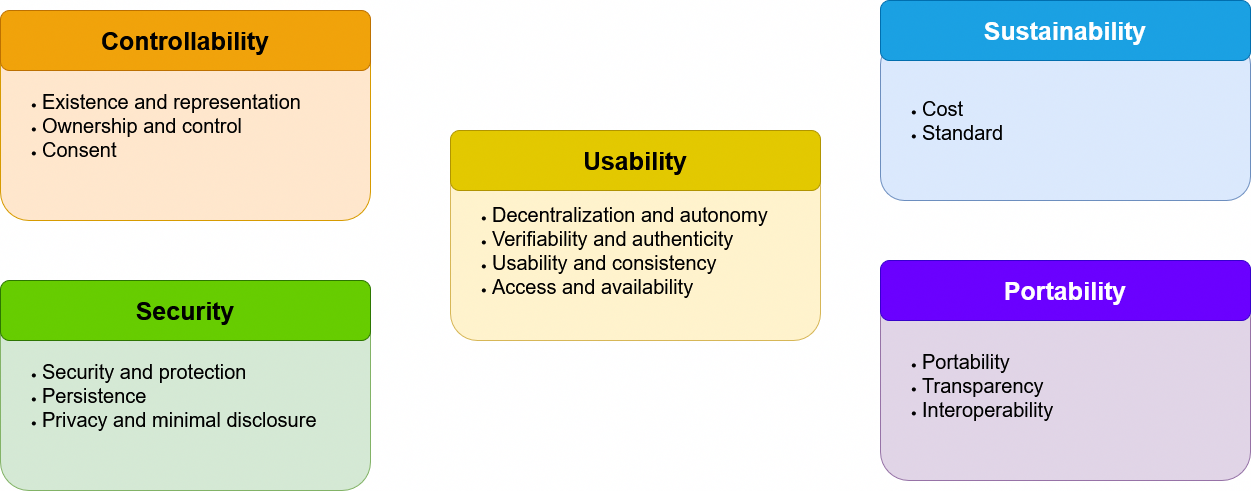 Controllability
• Existence and representation
• Ownership and control
• Consent
Security
• Security and protection
• Persistence
• Privacy and minimal disclosure
Usability
• Decentralization and autonomy
• Verifiability and authenticity
• Usability and consistency
• Access and availability
Sustainability
• Cost
• Standard
Portability
• Portability
• Transparency
• Interoperability